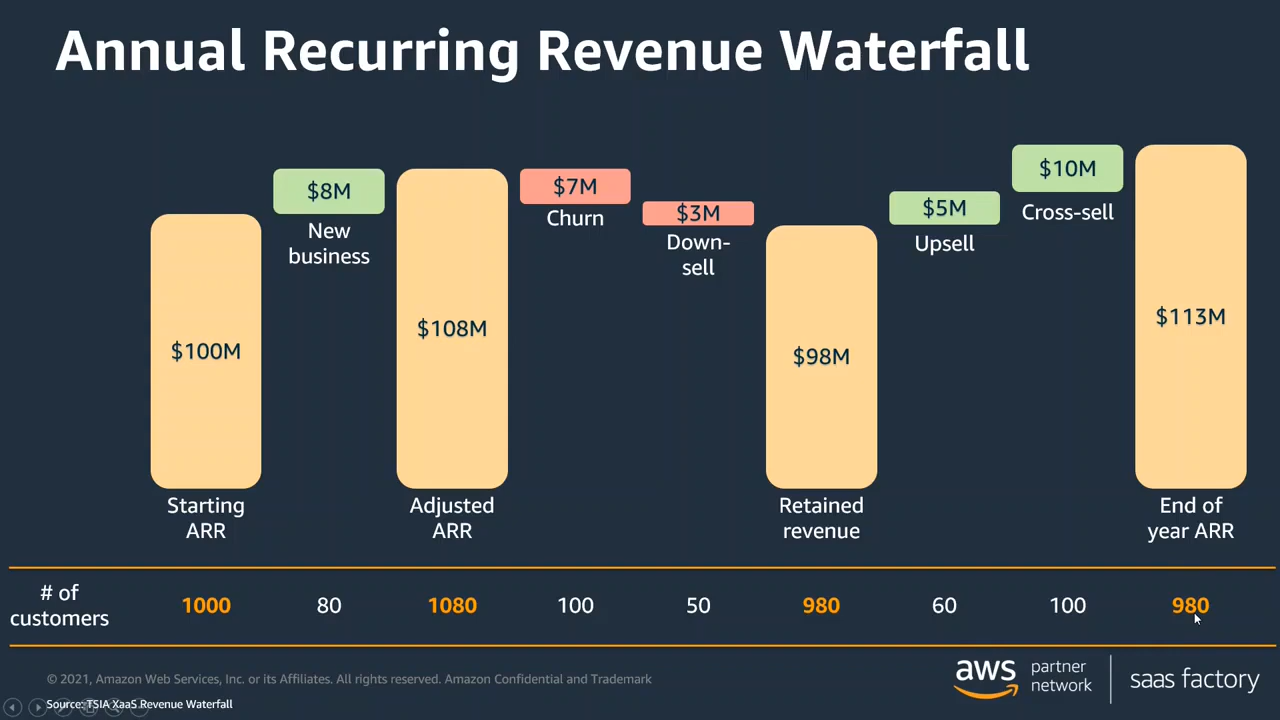 Annual Recurring Revenue Waterfall
$100M
Starting
ARR
$8M
New
business
$108M
Adjusted
ARR
$7M
Churn
$3M
Down-
sell
$98M
Retained
revenue
$5M
Upsell
$10M
Cross-sell
$113M
End of
year ARR
# of
customers
1000
80
1080
100
50
980
60
100
980
© 2021, Amazon Web Services, Inc. or its Affiliates. All rights reserved. Amazon Confidential and Trademark
Source: TSIA XaaS Revenue Waterfall
aws
partner
network
saas factory